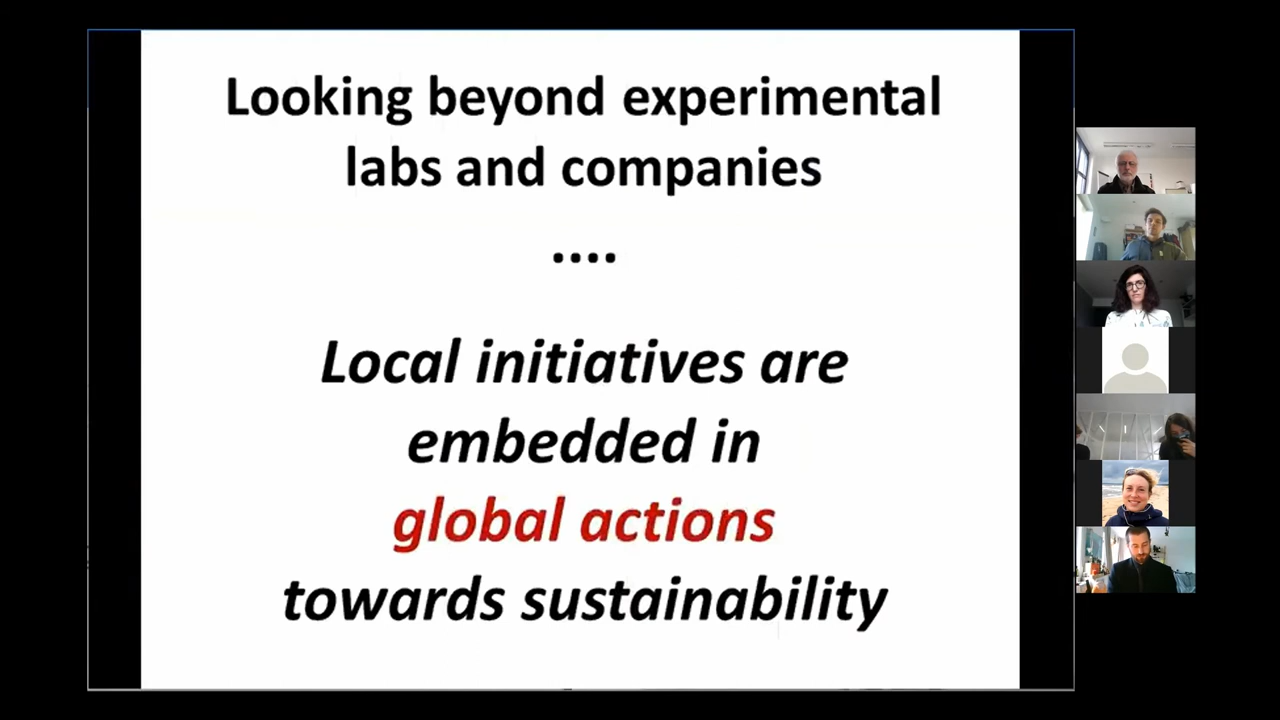 Looking beyond experimental
labs and companies
....
Local initiatives are
embedded in
global actions
towards sustainability